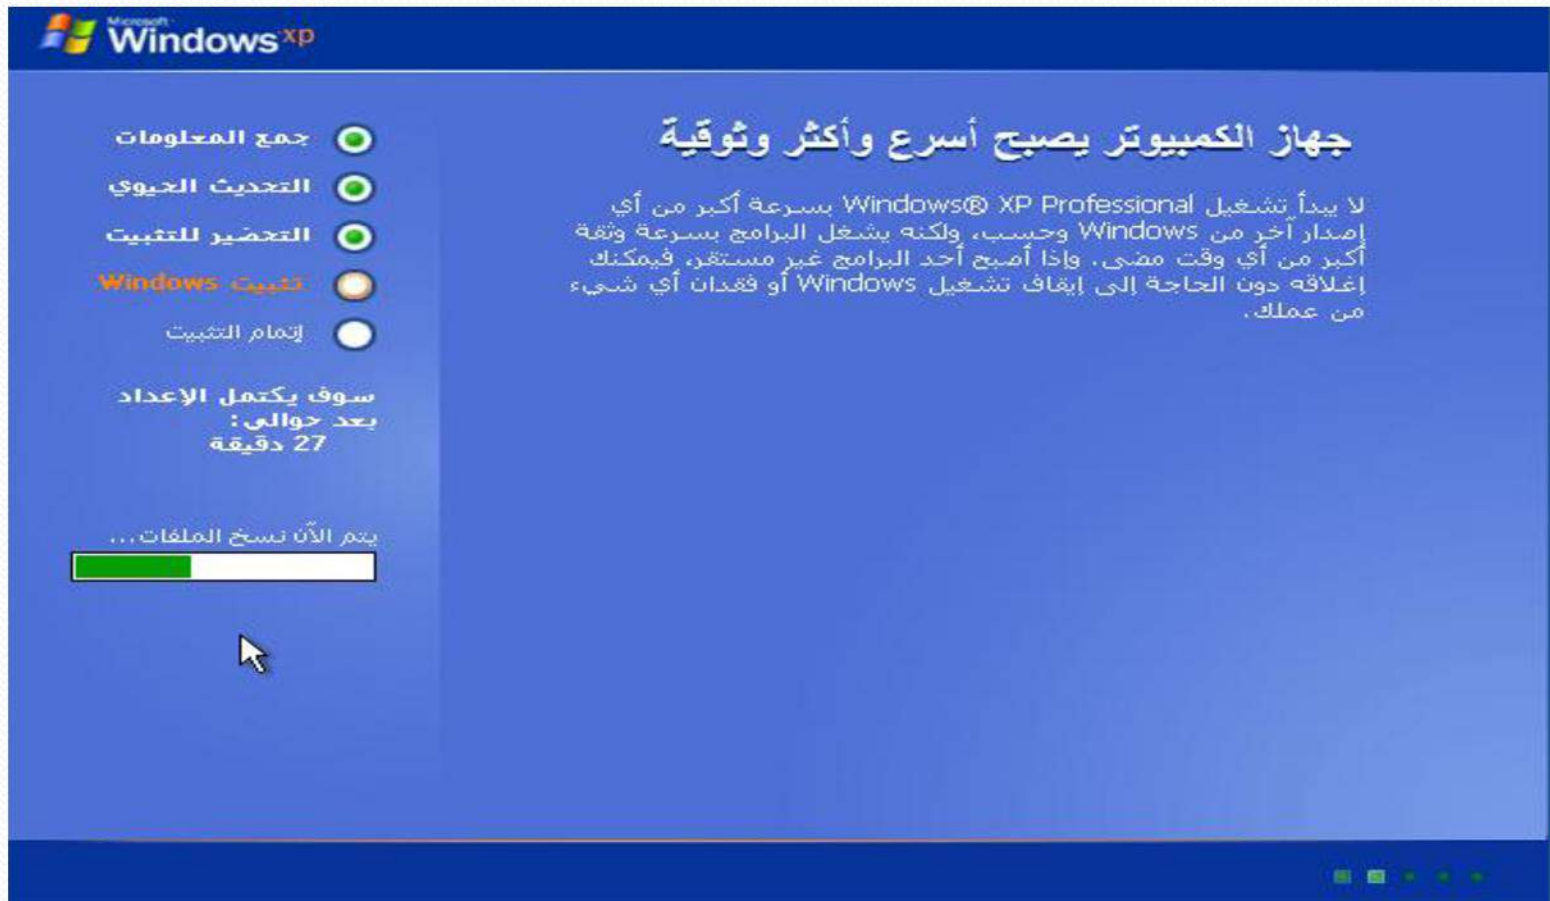 Microsoft
Windows xp
جهاز الكمبيوتر يصبح أسرع وأكثر وثوقية
لا يبدأ تشغيل Windows® XP Professional بسرعة أكبر من أي
إصدار آخر من Windows وحسب، ولكنه يشغل البرامج بسرعة وثقة
أكبر من أي وقت مضى. وإذا أصبح أحد البرامج غير مستقر، فيمكنك
إغلاقه دون الحاجة إلى إيقاف تشغيل Windows أو فقدان أي شيء
من عملك.
جمع المعلومات
التحديث الحيوي
التحضير للتثبيت
تثبيت Windows
إتمام التثبيت
سوف يكتمل الإعداد
بعد حوالى:
27 دقيقة
يتم الآن نسخ الملفات...